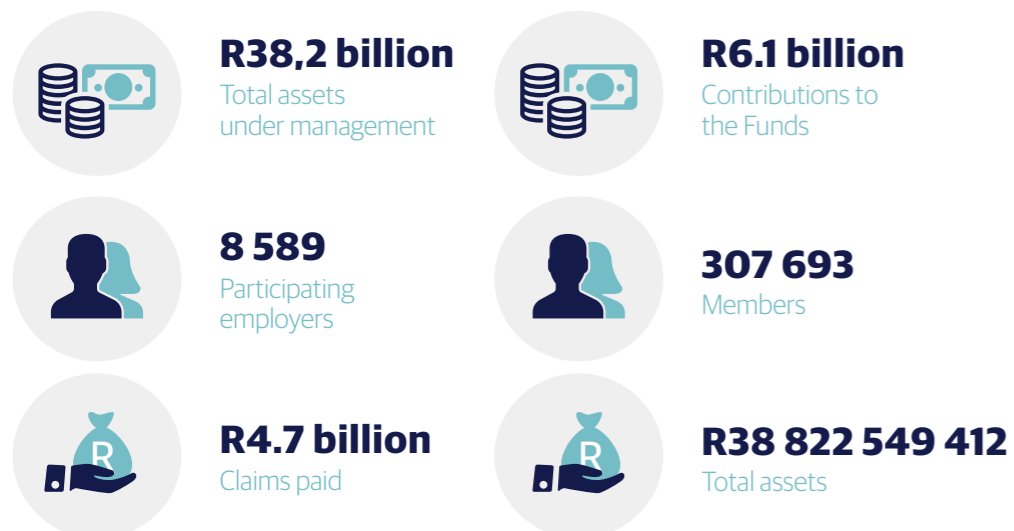 R38,2 billion
Total assets
under management
R6.1 billion
Contributions to
the Funds
8 589
Participating
employers
307 693
Members
R
R4.7 billion
Claims paid
R
R38 822 549 412
Total assets